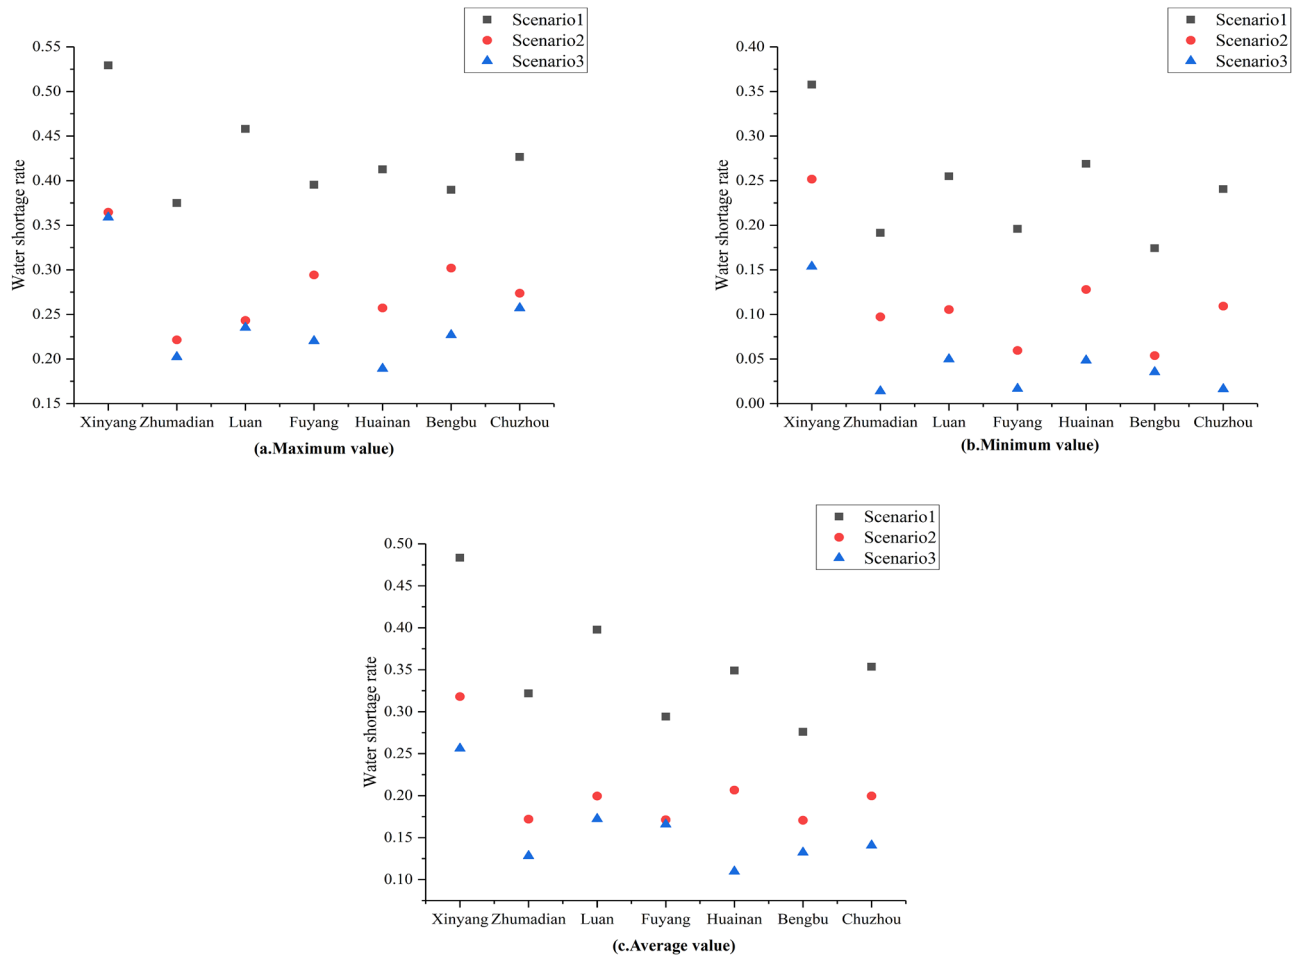 Scenario1
Scenario2
Scenario3
0.55
0.50
0.45
0.40
0.35
0.30
0.25
0.20
0.15
Water shortage rate
Xinyang Zhumadian Luan Fuyang Huainan Bengbu Chuzhou
(a.Maximum value)
Scenario1
Scenario2
Scenario3
0.40
0.35
0.30
0.25
0.20
0.15
0.10
0.05
0.00
Water shortage rate
Xinyang Zhumadian Luan Fuyang Huainan Bengbu Chuzhou
(b.Minimum value)
Scenario1
Scenario2
Scenario3
0.50
0.45
0.40
0.35
0.30
0.25
0.20
0.15
0.10
Water shortage rate
Xinyang Zhumadian Luan Fuyang Huainan Bengbu Chuzhou
(c.Average value)